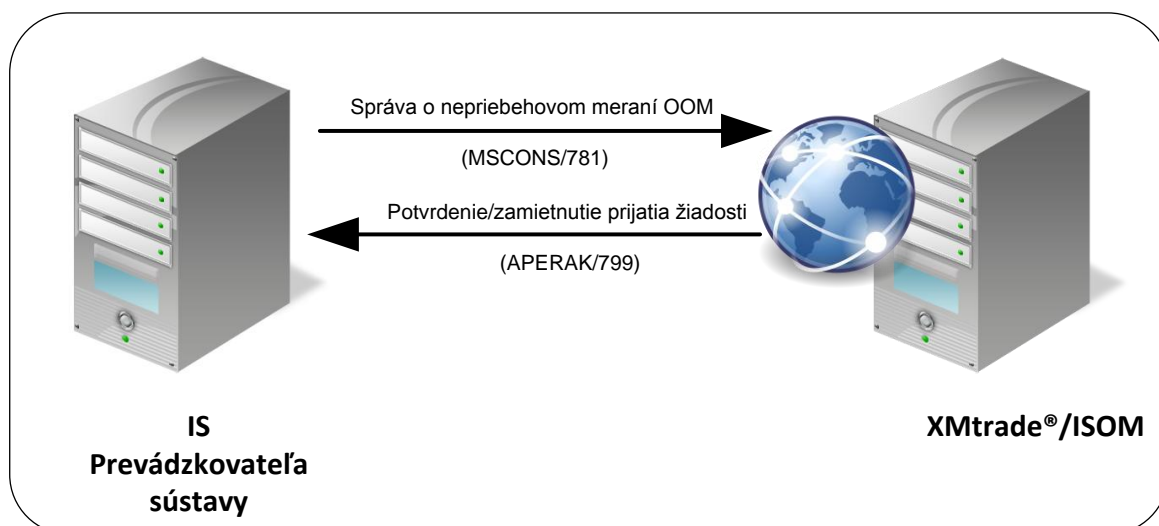 Správa o nepriebehovom meraní OOM
(MSCONS/781)
Potvrdenie/zamietnutie prijatia žiadosti
(APERAK/799)
IS
Prevádzkovateľa
sústavy
XMtrade®/ISOM